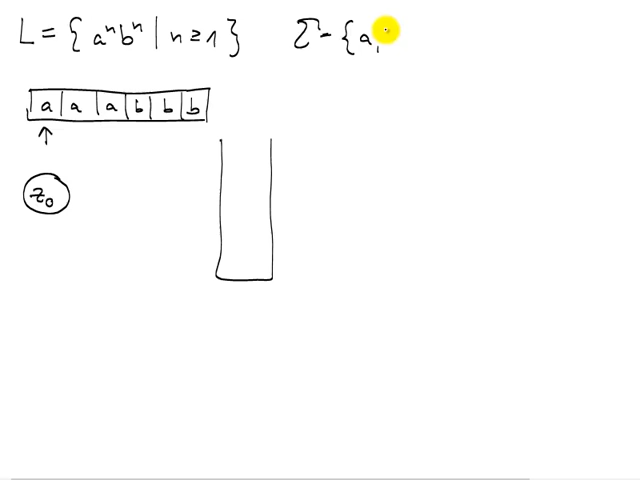 L = { aⁿbⁿ | n ≥ 1 } Σ = { a,
a a a b b b
z₀